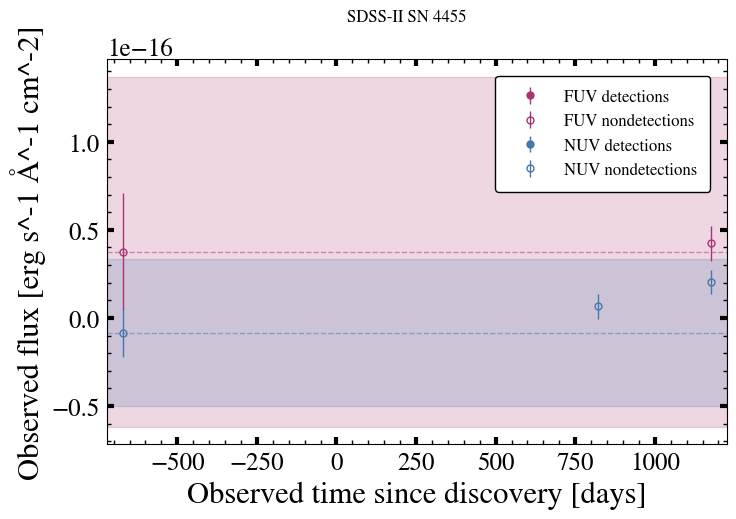 SDSS-II SN 4455
1e−16
Observed flux [erg s^-1 Å^-1 cm^-2]
1.0
0.5
0.0
−0.5
FUV detections
FUV nondetections
NUV detections
NUV nondetections
−500 −250 0 250 500 750 1000
Observed time since discovery [days]